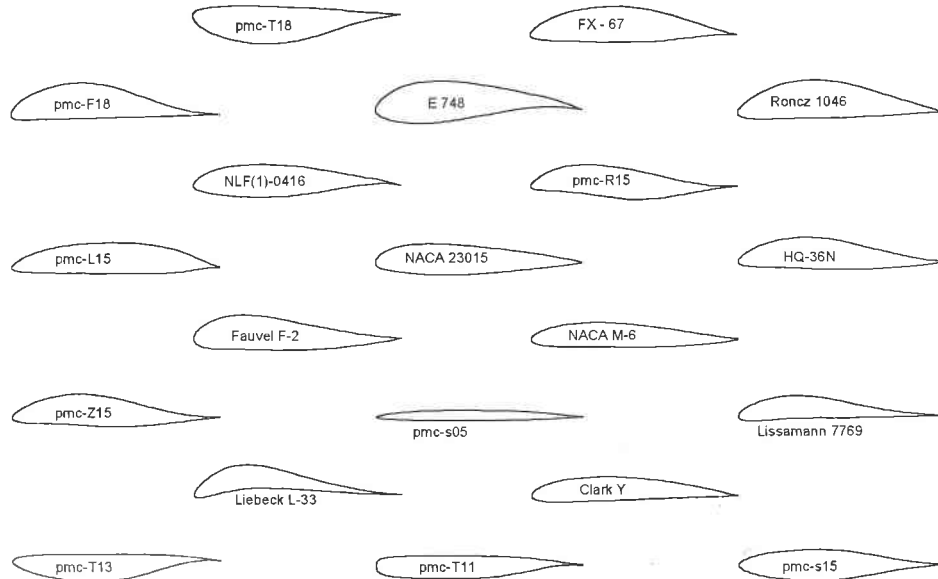 pmc-T18
FX - 67
pmc-F18
E 748
Roncz 1046
NLF(1)-0416
pmc-R15
pmc-L15
NACA 23015
HQ-36N
Fauvel F-2
NACA M-6
pmc-Z15
pmc-s05
Lissamann 7769
Liebeck L-33
Clark Y
pmc-T13
pmc-T11
pmc-s15